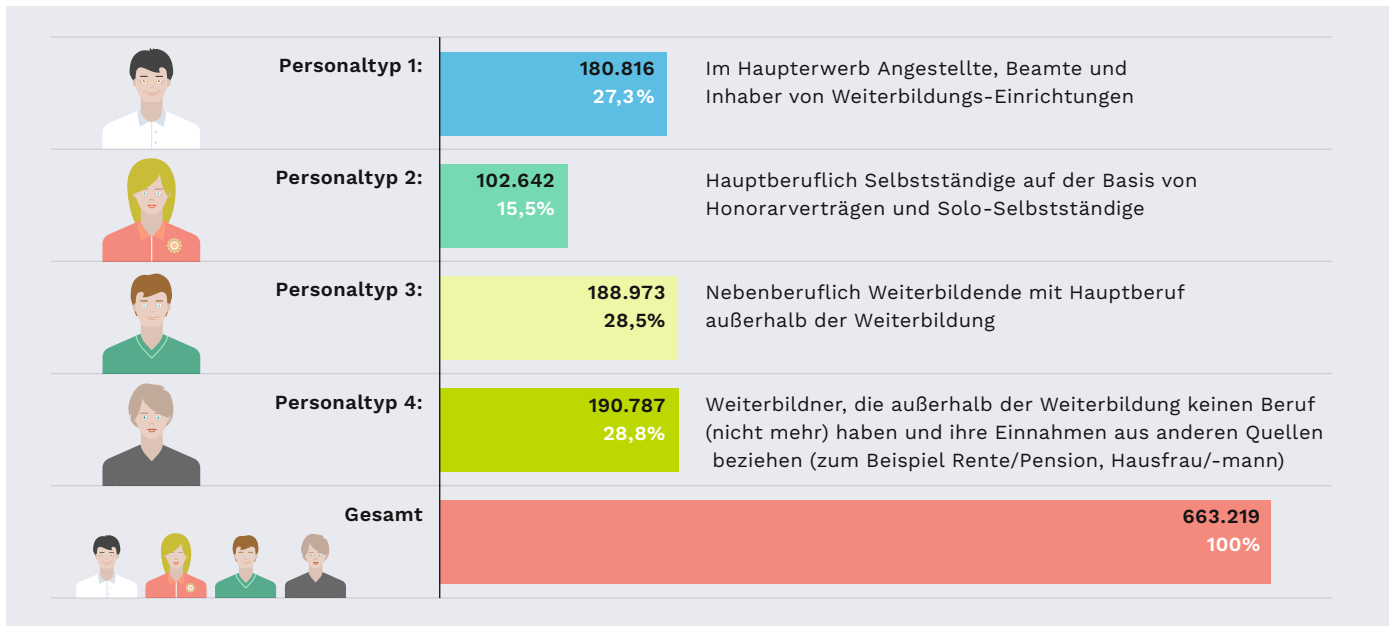 Personaltyp 1:
180.816
27,3%
Im Haupterwerb Angestellte, Beamte und
Inhaber von Weiterbildungs-Einrichtungen
Personaltyp 2:
102.642
15,5%
Hauptberuflich Selbstständige auf der Basis von
Honorarverträgen und Solo-Selbstständige
Personaltyp 3:
188.973
28,5%
Nebenberuflich Weiterbildende mit Hauptberuf
außerhalb der Weiterbildung
Personaltyp 4:
190.787
28,8%
Weiterbildner, die außerhalb der Weiterbildung keinen Beruf
(nicht mehr) haben und ihre Einnahmen aus anderen Quellen
beziehen (zum Beispiel Rente/Pension, Hausfrau/-mann)
Gesamt
663.219
100%